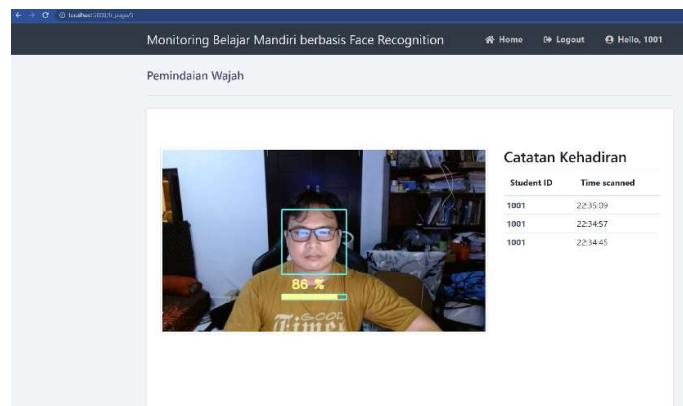 Monitoring Belajar Mandiri berbasis Face Recognition
Home
Logout
Hello, 1001
Pemindaian Wajah
Catatan Kehadiran
Student ID Time scanned
1001 22:35:09
1001 22:34:57
1001 22:34:45
86 %
GOOD